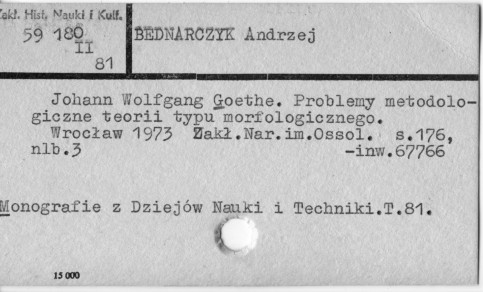 Zakł. Hist. Nauki i Kult.
59 180
II
81
BEDNARCZYK Andrzej
Johann Wolfgang Goethe. Problemy metodolo-
giczne teorii typu morfologicznego.
Wrocław 1973 Zakł.Nar.im.Ossol. s.176,
nlb.3 -inw.67766
Monografie z Dziejów Nauki i Techniki.T.81.
15 000